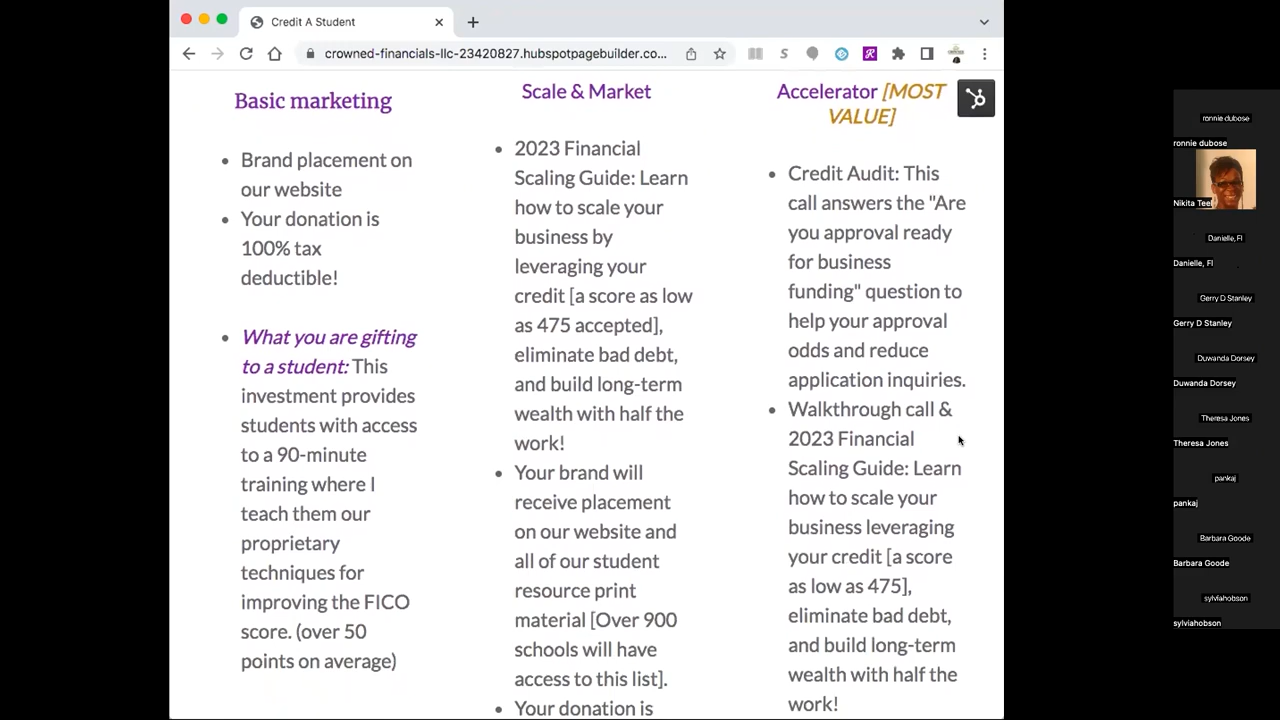 Credit A Student
crowned-financials-llc-23420827.hubspotpagebuilder.co...
Basic marketing
Brand placement on
our website
Your donation is
100% tax
deductible!
What you are gifting
to a student: This
investment provides
students with access
to a 90-minute
training where I
teach them our
proprietary
techniques for
improving the FICO
score. (over 50
points on average)
Scale & Market
2023 Financial
Scaling Guide: Learn
how to scale your
business by
leveraging your
credit [a score as low
as 475 accepted],
eliminate bad debt,
and build long-term
wealth with half the
work!
Your brand will
receive placement
on our website and
all of our student
resource print
material [Over 900
schools will have
access to this list].
Your donation is
Accelerator [MOST
VALUE]
Credit Audit: This
call answers the "Are
you approval ready
for business
funding" question to
help your approval
odds and reduce
application inquiries.
Walkthrough call &
2023 Financial
Scaling Guide: Learn
how to scale your
business leveraging
your credit [a score
as low as 475],
eliminate bad debt,
and build long-term
wealth with half the
work!
ronnie dubose
ronnie dubose
Nikita Teel
Danielle, Fl
Danielle, Fl
Gerry D Stanley
Gerry D Stanley
Duwanda Dorsey
Duwanda Dorsey
Theresa Jones
Theresa Jones
pankaj
pankaj
Barbara Goode
Barbara Goode
sylviahobson
sylviahobson